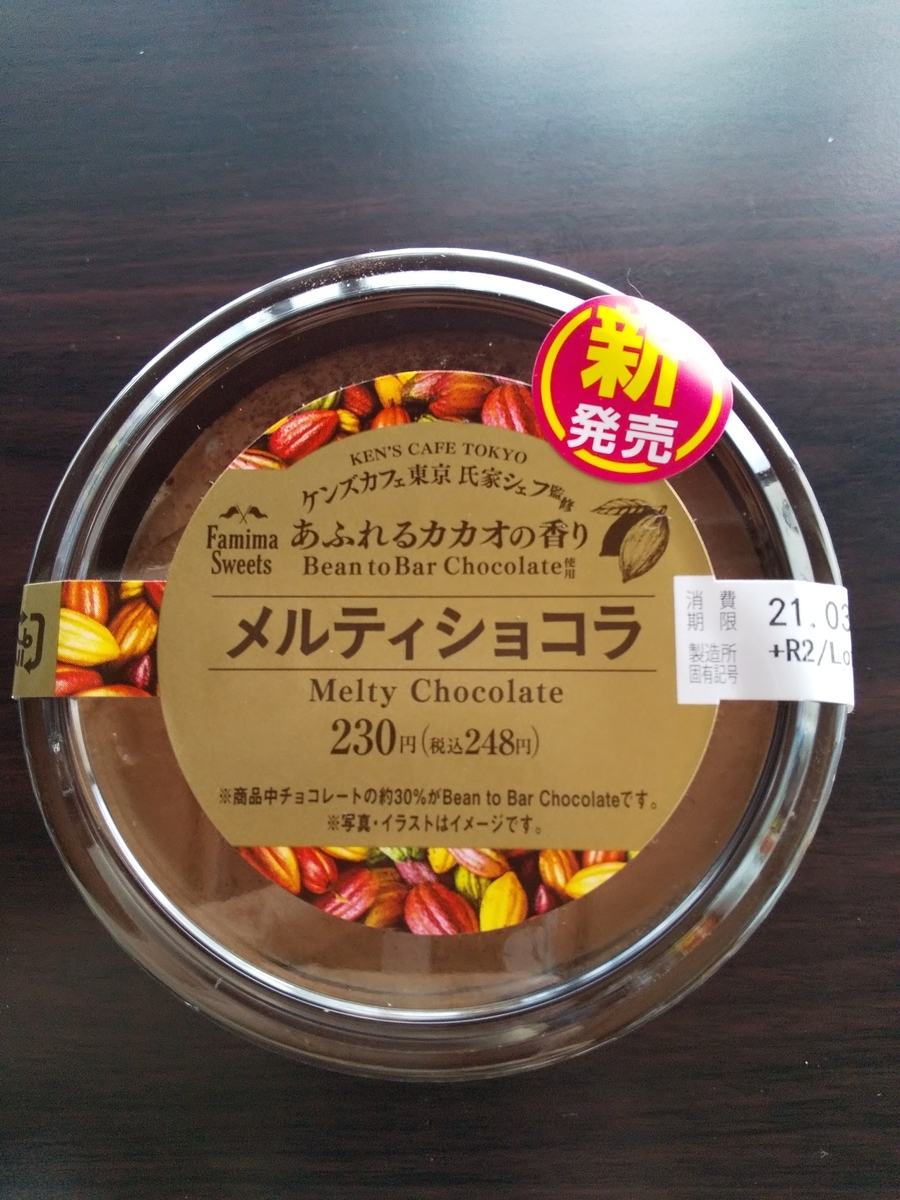 新
発売
KEN'S CAFE TOKYO
ケンズカフェ東京 氏家シェフ監修
Famima
Sweets
あふれるカカオの香り
Bean to Bar Chocolate使用
メルティショコラ
Melty Chocolate
230円(税込248円)
※商品中チョコレートの約30%がBean to Bar Chocolateです。
※写真・イラストはイメージです。
消費
期限
21.03
製造所
固有記号
+R2/Lo